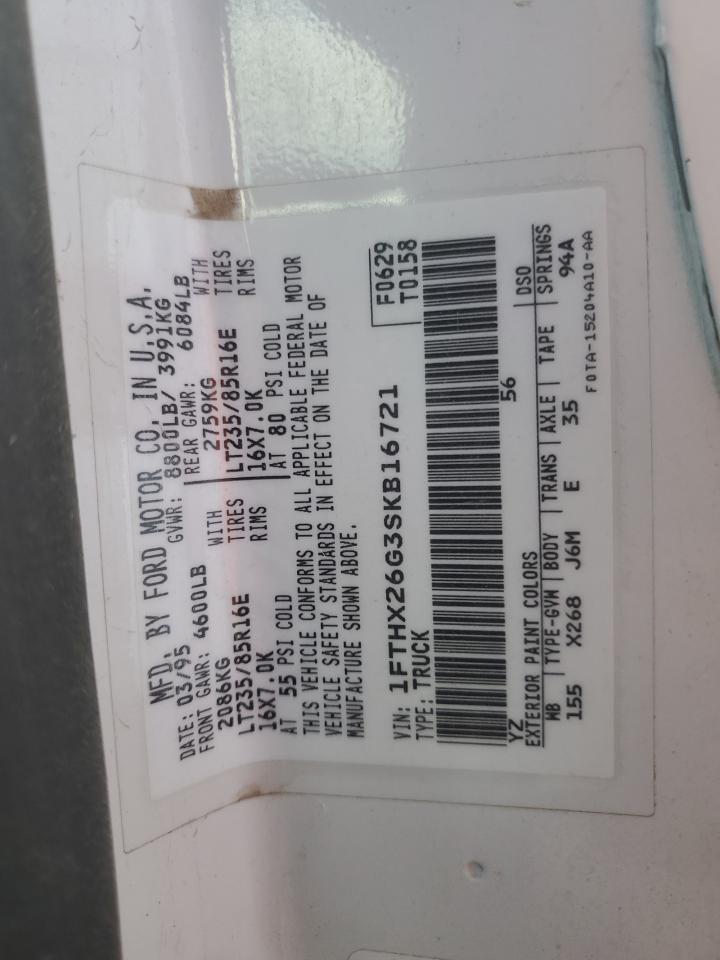 MFD. BY FORD MOTOR CO. IN U.S.A.
DATE: 03/95 GVWR: 8800LB/ 3991KG
FRONT GAWR: 4600LB REAR GAWR: 6084LB
2086KG WITH 2759KG WITH
LT235/85R16E TIRES LT235/85R16E TIRES
16X7.0K RIMS 16X7.0K RIMS
AT 55 PSI COLD AT 80 PSI COLD
THIS VEHICLE CONFORMS TO ALL APPLICABLE FEDERAL MOTOR
VEHICLE SAFETY STANDARDS IN EFFECT ON THE DATE OF
MANUFACTURE SHOWN ABOVE.
F0629
VIN: 1FTHX26G3SKB16721
TYPE: TRUCK T0158
YZ 56
EXTERIOR PAINT COLORS DSO
WB TYPE-GVW BODY TRANS AXLE TAPE SPRINGS
155 X268 J6M E 35 94A
F0TA-15204A10-AA